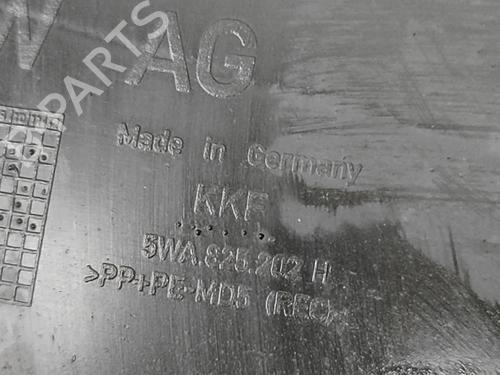 W AG
Made in Germany
KKF
5WA.825.202 H
>PP+PE-MD5 (REC)<